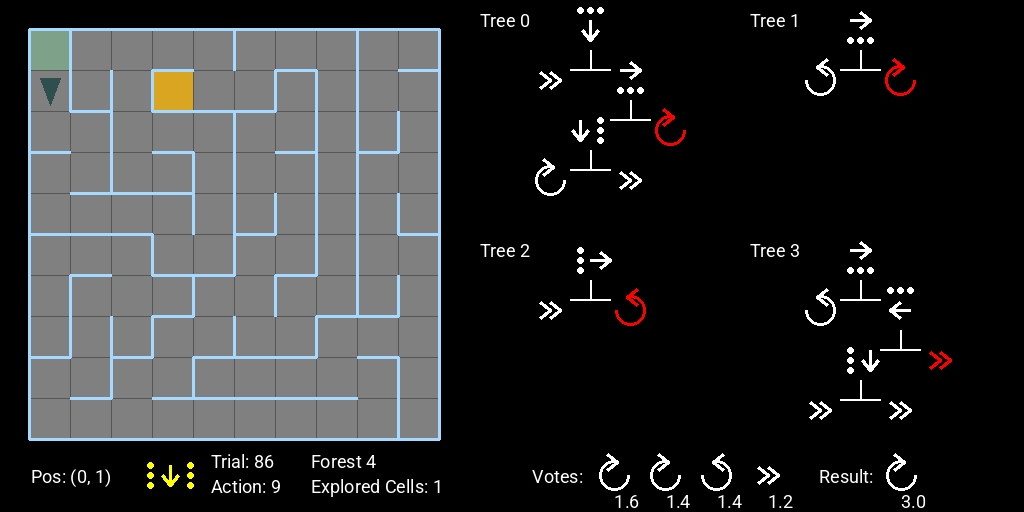 Tree 0
Tree 1
Tree 2
Tree 3
Pos: (0, 1)
Trial: 86
Action: 9
Forest 4
Explored Cells: 1
Votes:
1.6
1.4
1.4
1.2
Result:
3.0